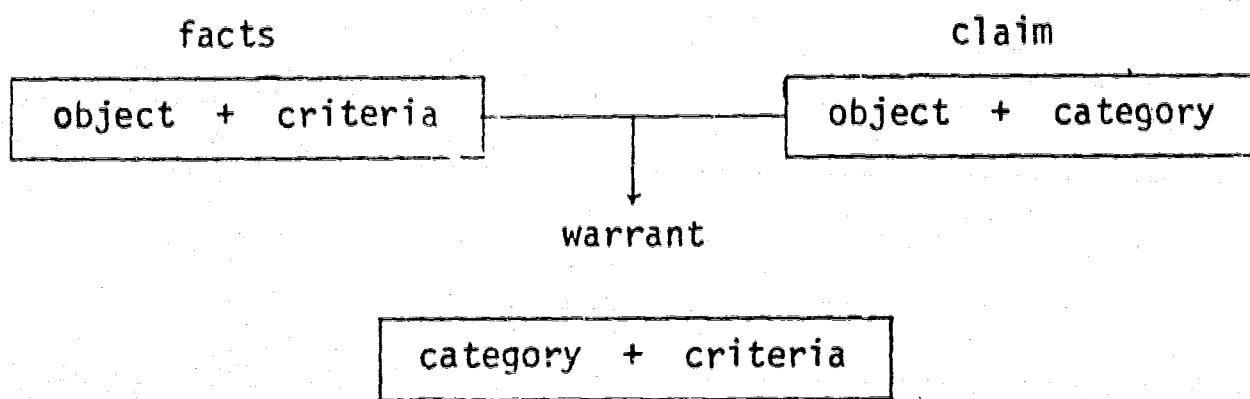 facts claim
object + criteria object + category
warrant
category + criteria